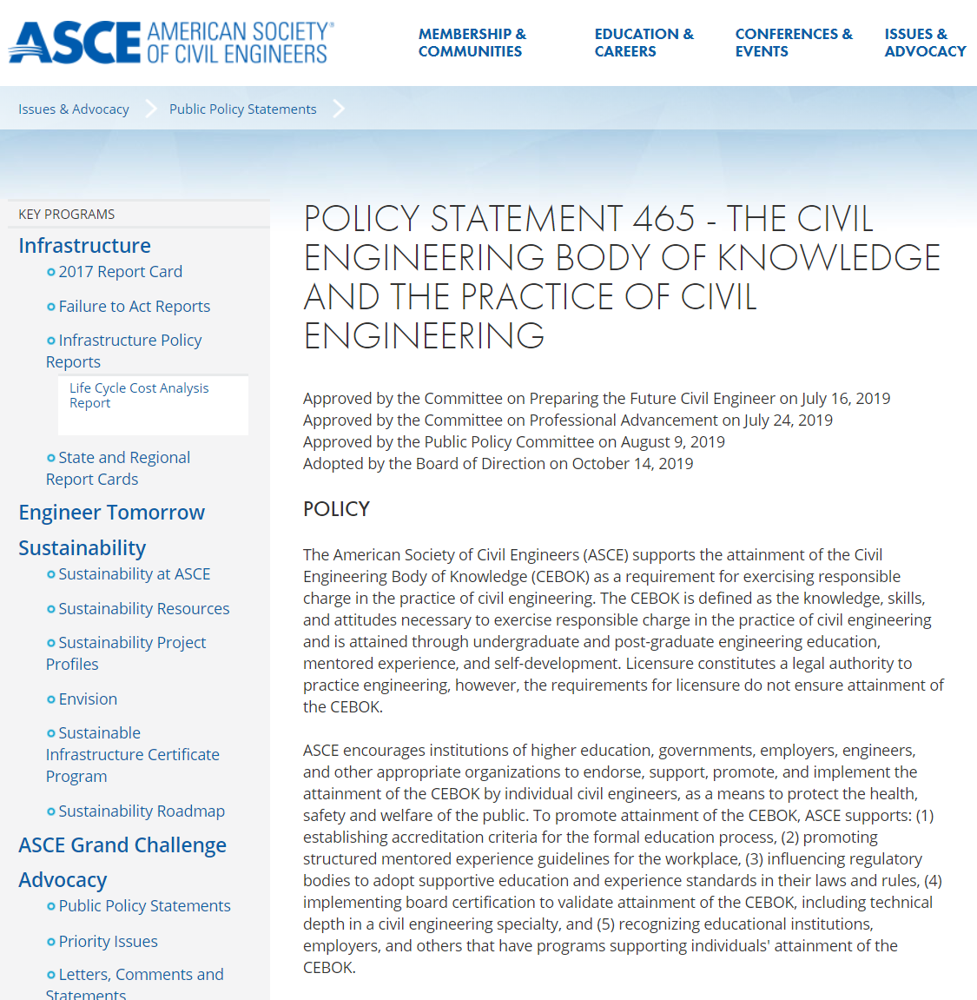 ASCE AMERICAN SOCIETY
OF CIVIL ENGINEERS
MEMBERSHIP &
COMMUNITIES
EDUCATION &
CAREERS
CONFERENCES &
EVENTS
ISSUES &
ADVOCACY
Issues & Advocacy
Public Policy Statements
KEY PROGRAMS
Infrastructure
2017 Report Card
Failure to Act Reports
Infrastructure Policy
Reports
Life Cycle Cost Analysis
Report
State and Regional
Report Cards
Engineer Tomorrow
Sustainability
Sustainability at ASCE
Sustainability Resources
Sustainability Project
Profiles
Envision
Sustainable
Infrastructure Certificate
Program
Sustainability Roadmap
ASCE Grand Challenge
Advocacy
Public Policy Statements
Priority Issues
Letters, Comments and
Statements
POLICY STATEMENT 465 - THE CIVIL
ENGINEERING BODY OF KNOWLEDGE
AND THE PRACTICE OF CIVIL
ENGINEERING
Approved by the Committee on Preparing the Future Civil Engineer on July 16, 2019
Approved by the Committee on Professional Advancement on July 24, 2019
Approved by the Public Policy Committee on August 9, 2019
Adopted by the Board of Direction on October 14, 2019
POLICY
The American Society of Civil Engineers (ASCE) supports the attainment of the Civil
Engineering Body of Knowledge (CEBOK) as a requirement for exercising responsible
charge in the practice of civil engineering. The CEBOK is defined as the knowledge, skills,
and attitudes necessary to exercise responsible charge in the practice of civil engineering
and is attained through undergraduate and post-graduate engineering education,
mentored experience, and self-development. Licensure constitutes a legal authority to
practice engineering, however, the requirements for licensure do not ensure attainment of
the CEBOK.
ASCE encourages institutions of higher education, governments, employers, engineers,
and other appropriate organizations to endorse, support, promote, and implement the
attainment of the CEBOK by individual civil engineers, as a means to protect the health,
safety and welfare of the public. To promote attainment of the CEBOK, ASCE supports: (1)
establishing accreditation criteria for the formal education process, (2) promoting
structured mentored experience guidelines for the workplace, (3) influencing regulatory
bodies to adopt supportive education and experience standards in their laws and rules, (4)
implementing board certification to validate attainment of the CEBOK, including technical
depth in a civil engineering specialty, and (5) recognizing educational institutions,
employers, and others that have programs supporting individuals' attainment of the
CEBOK.